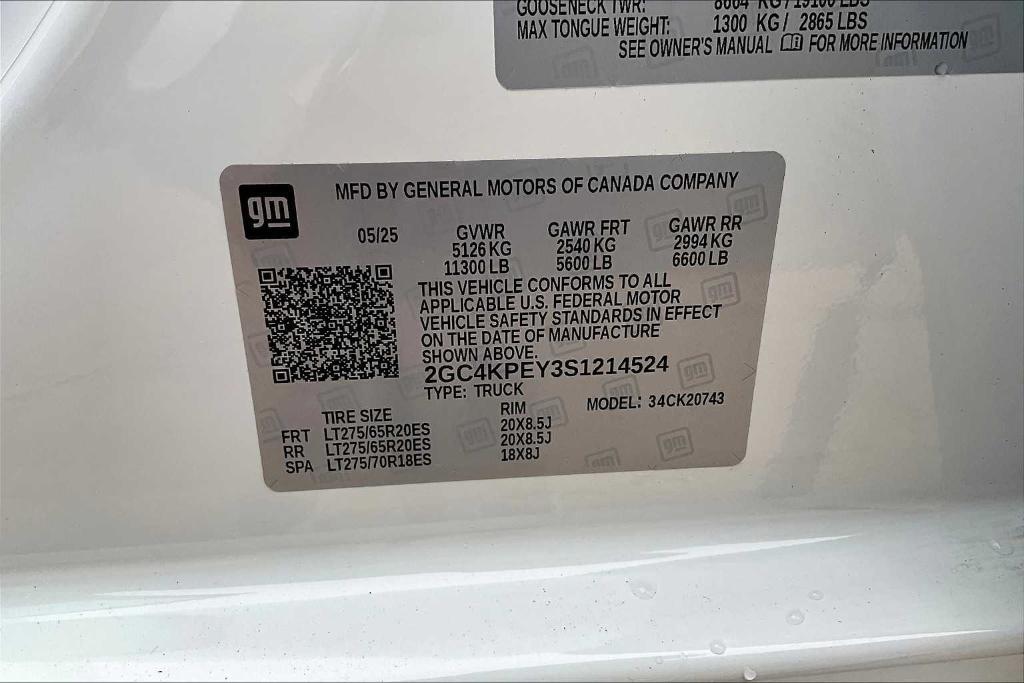 GOOSENECK TWR: 8664 KG / 19100 LBS
MAX TONGUE WEIGHT: 1300 KG / 2865 LBS
SEE OWNER'S MANUAL FOR MORE INFORMATION
gm
MFD BY GENERAL MOTORS OF CANADA COMPANY
05/25 GVWR GAWR FRT GAWR RR
5126 KG 2540 KG 2994 KG
11300 LB 5600 LB 6600 LB
THIS VEHICLE CONFORMS TO ALL
APPLICABLE U.S. FEDERAL MOTOR
VEHICLE SAFETY STANDARDS IN EFFECT
ON THE DATE OF MANUFACTURE
SHOWN ABOVE.
2GC4KPEY3S1214524
TYPE: TRUCK
MODEL: 34CK20743
TIRE SIZE RIM
FRT LT275/65R20ES 20X8.5J
RR LT275/65R20ES 20X8.5J
SPA LT275/70R18ES 18X8J